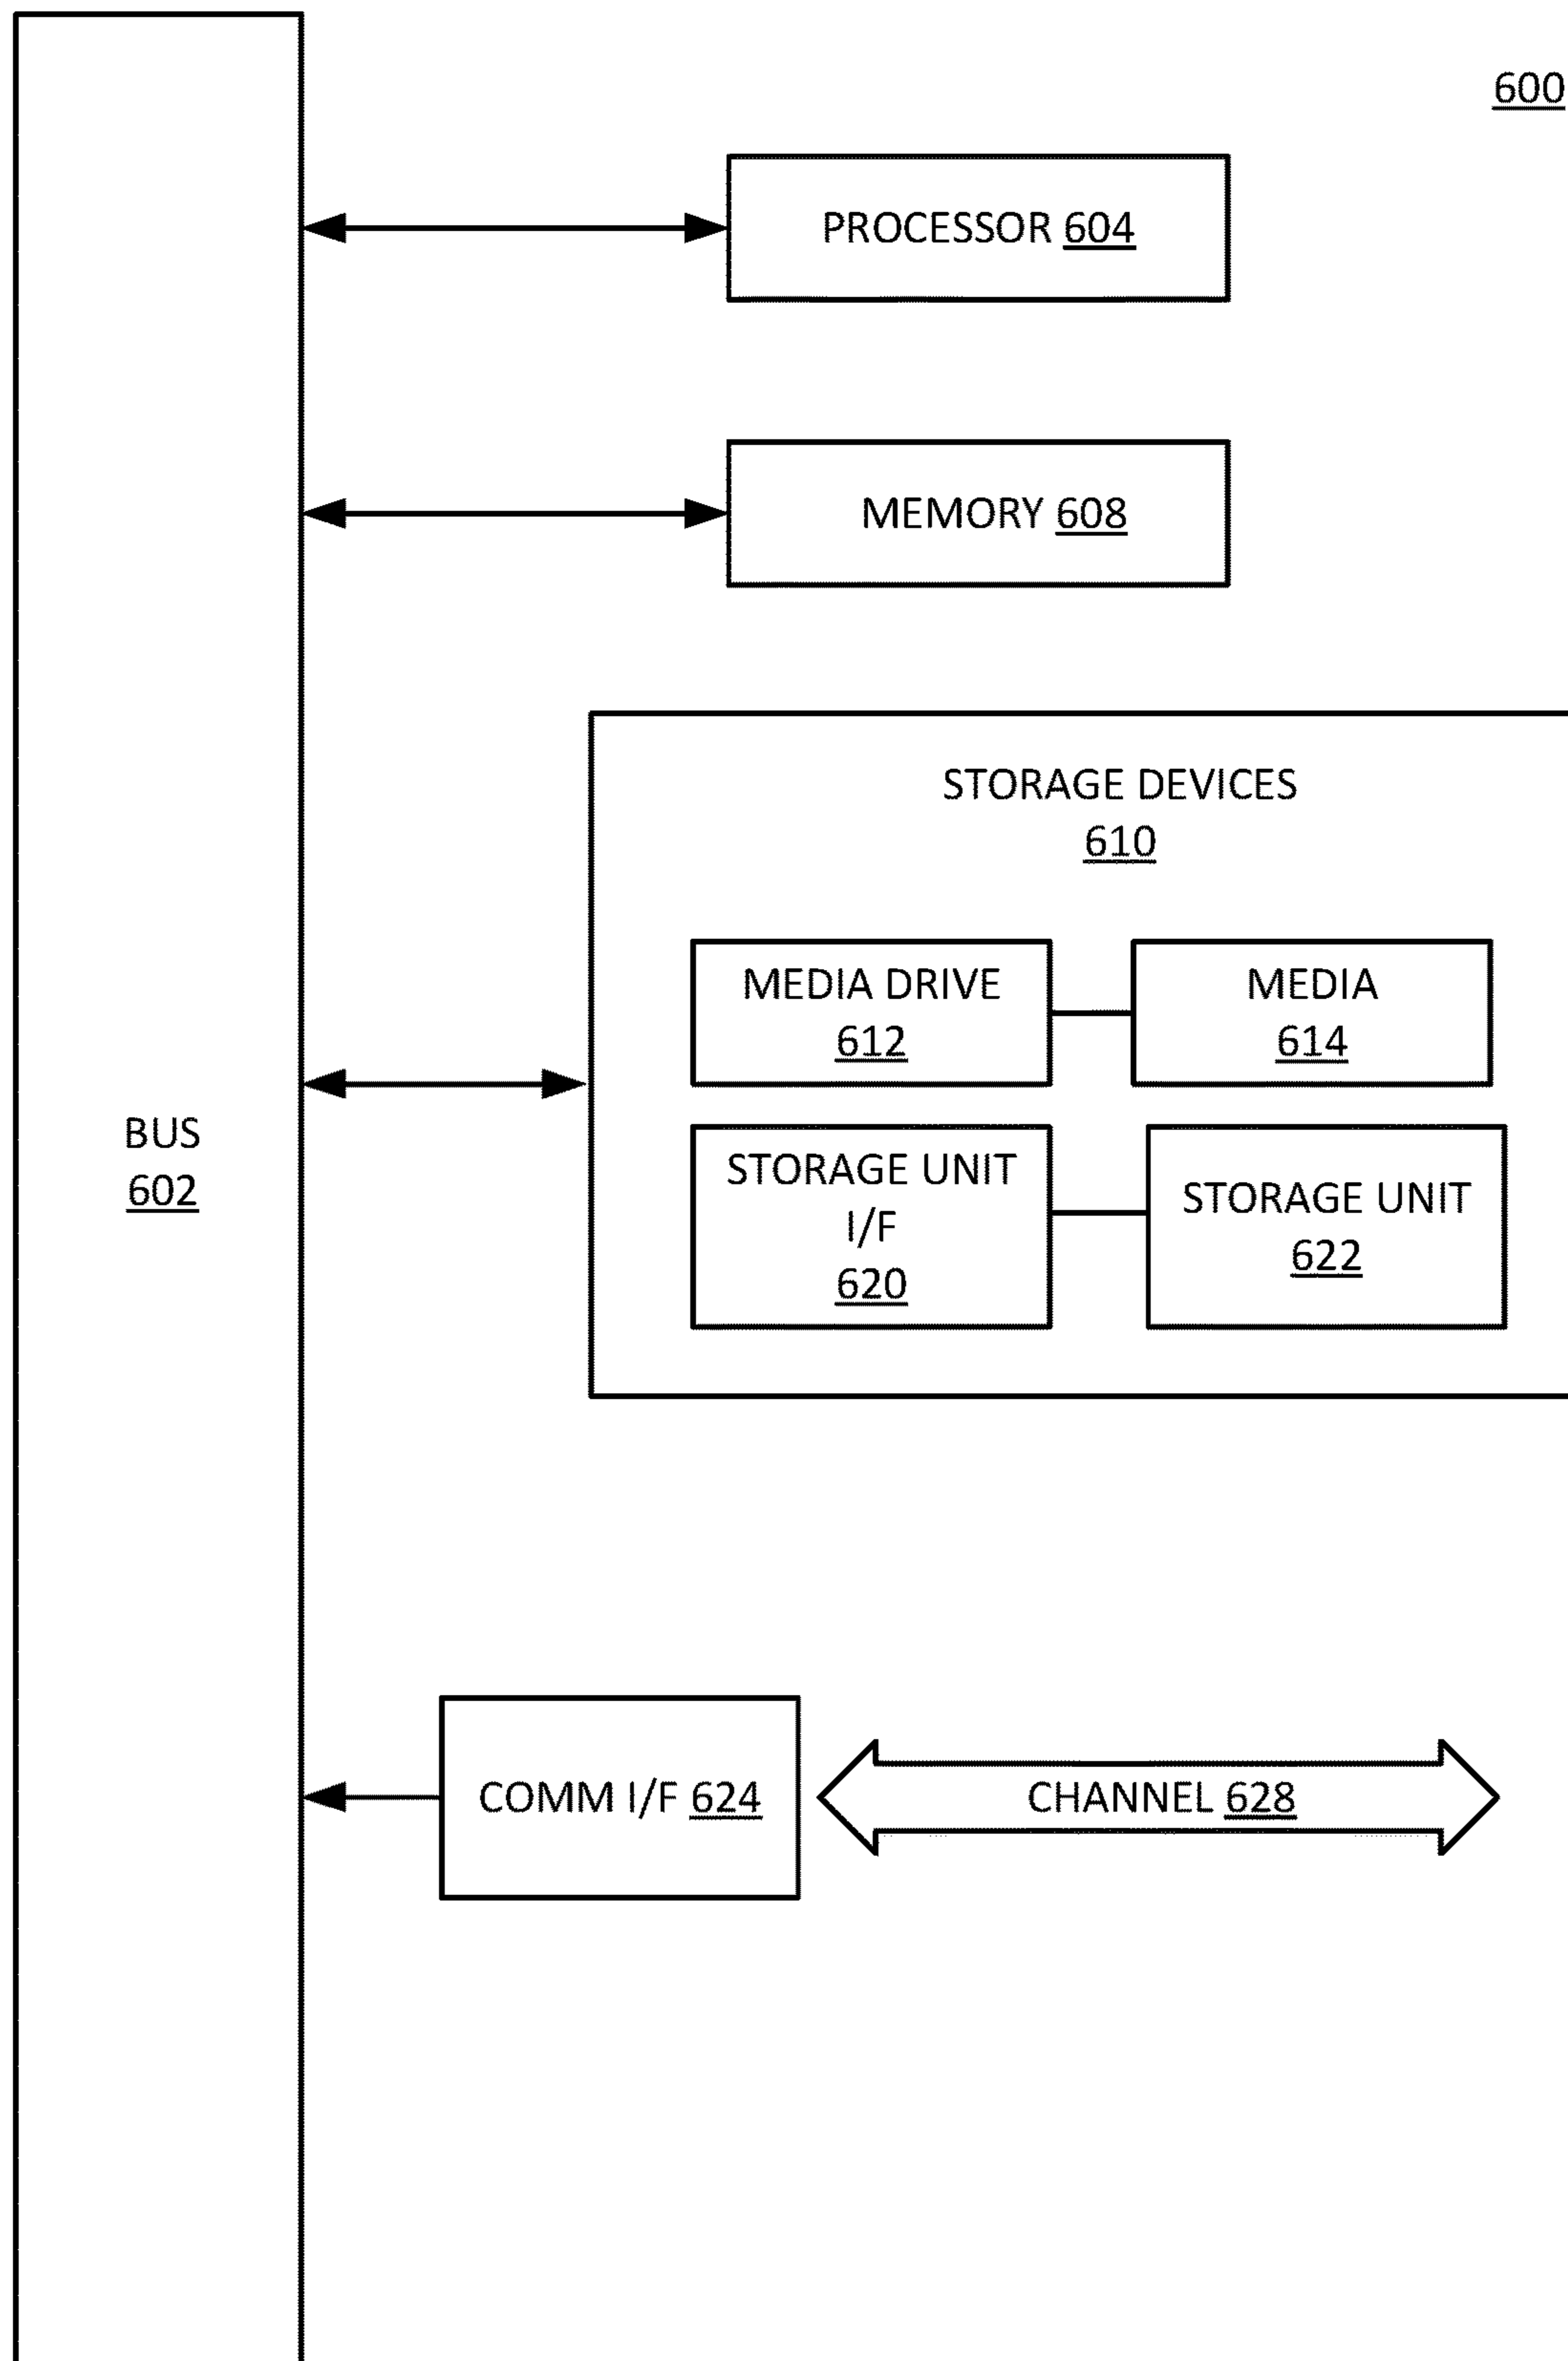 600
PROCESSOR 604
MEMORY 608
STORAGE DEVICES
610
MEDIA DRIVE
612
MEDIA
614
BUS
602
STORAGE UNIT
I/F
620
STORAGE UNIT
622
COMM I/F 624
CHANNEL 628